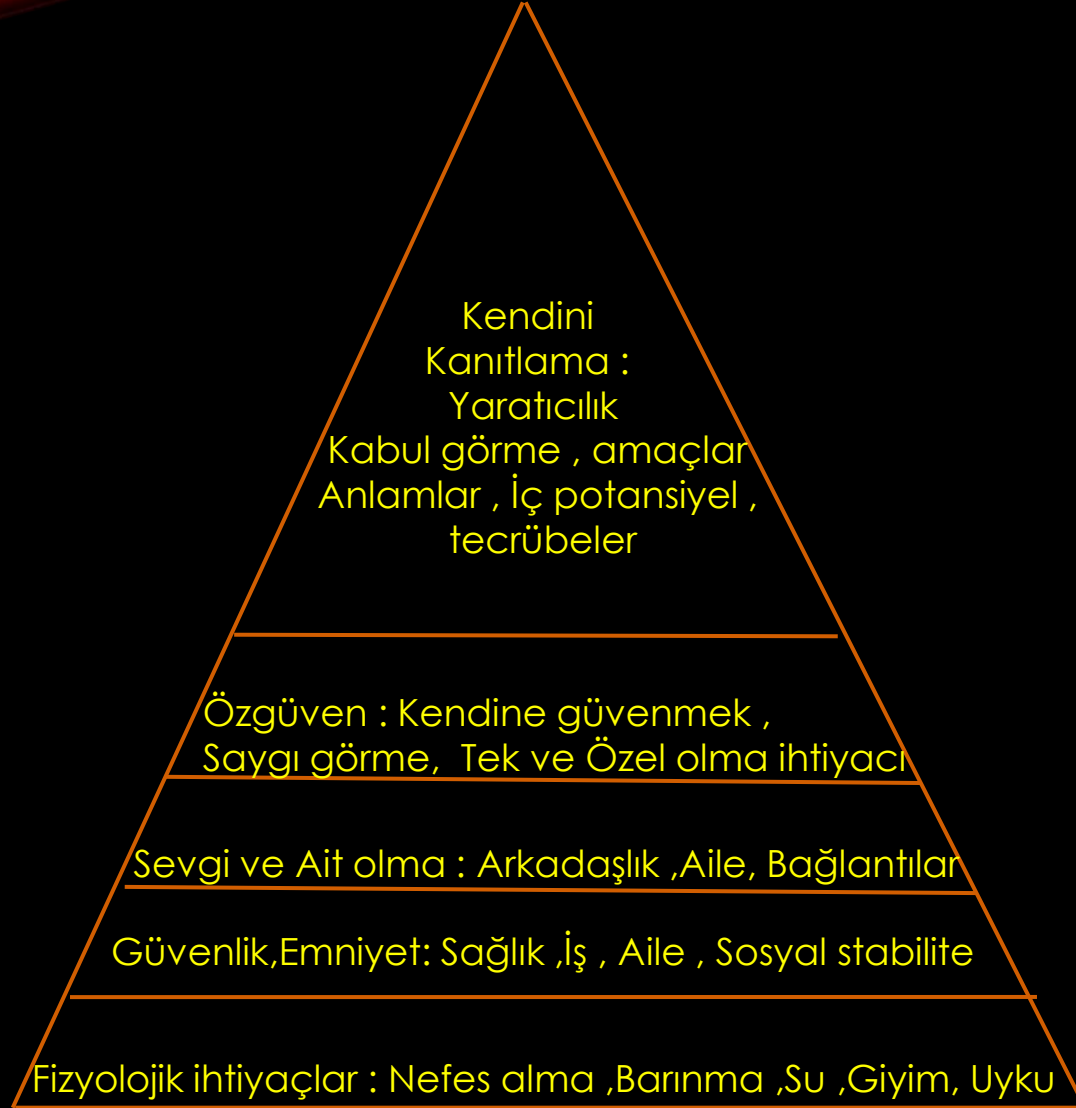 Kendini
Kanıtlama :
Yaratıcılık
Kabul görme , amaçlar
Anlamlar , İç potansiyel ,
tecrübeler
Özgüven : Kendine güvenmek ,
Saygı görme, Tek ve Özel olma ihtiyacı
Sevgi ve Ait olma : Arkadaşlık ,Aile, Bağlantılar
Güvenlik,Emniyet: Sağlık ,İş , Aile , Sosyal stabilite
Fizyolojik ihtiyaçlar : Nefes alma ,Barınma ,Su ,Giyim, Uyku